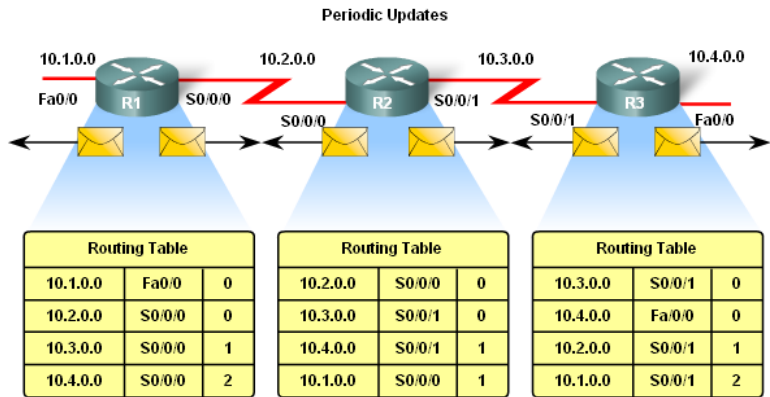 Periodic Updates
10.1.0.0
10.2.0.0
10.3.0.0
10.4.0.0
Fa0/0
R1
S0/0/0
S0/0/0
R2
S0/0/1
S0/0/1
R3
Fa0/0
Routing Table
10.1.0.0 Fa0/0 0
10.2.0.0 S0/0/0 0
10.3.0.0 S0/0/0 1
10.4.0.0 S0/0/0 2
Routing Table
10.2.0.0 S0/0/0 0
10.3.0.0 S0/0/1 0
10.4.0.0 S0/0/1 1
10.1.0.0 S0/0/0 1
Routing Table
10.3.0.0 S0/0/1 0
10.4.0.0 Fa/0/0 0
10.2.0.0 S0/0/1 1
10.1.0.0 S0/0/1 2